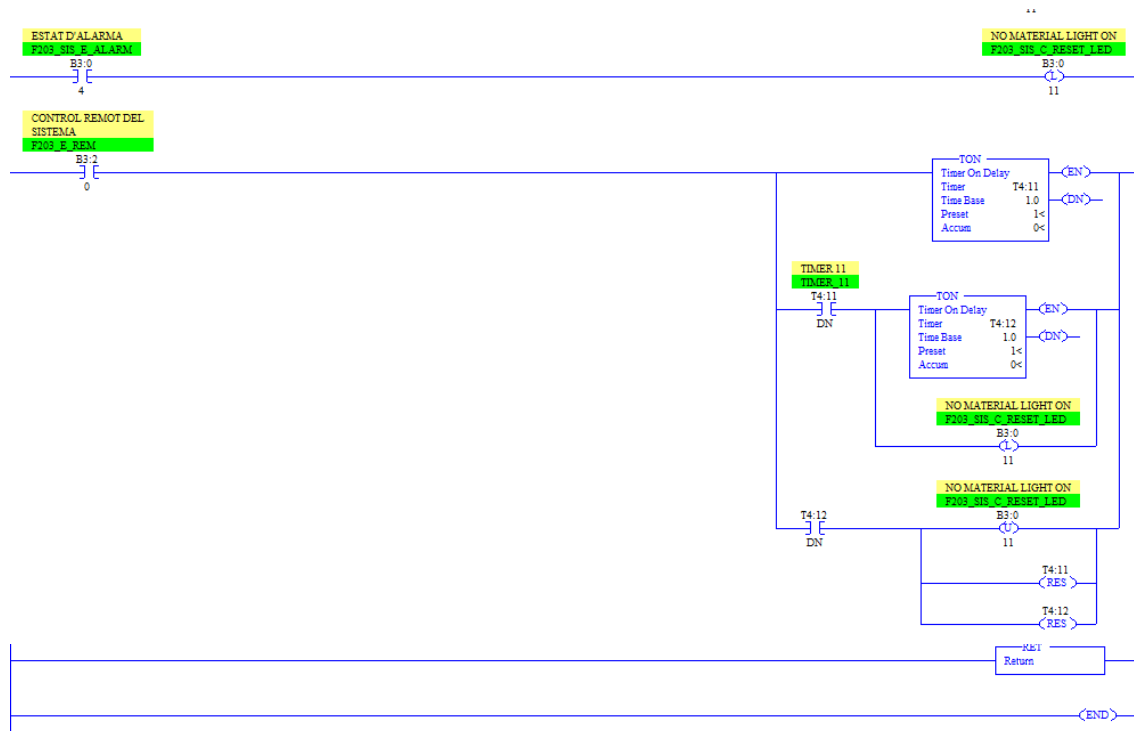 11
ESTAT D'ALARMA
F203_SIS_E_ALARM
B3:0
4
NO MATERIAL LIGHT ON
F203_SIS_C_RESET_LED
B3:0
L
11
CONTROL REMOT DEL
SISTEMA
F203_E_REM
B3:2
0
TON
Timer On Delay
Timer T4:11
Time Base 1.0
Preset 1<
Accum 0<
EN
DN
TIMER 11
TIMER_11
T4:11
DN
TON
Timer On Delay
Timer T4:12
Time Base 1.0
Preset 1<
Accum 0<
EN
DN
NO MATERIAL LIGHT ON
F203_SIS_C_RESET_LED
B3:0
L
11
T4:12
DN
NO MATERIAL LIGHT ON
F203_SIS_C_RESET_LED
B3:0
U
11
T4:11
RES
T4:12
RES
RET
Return
END